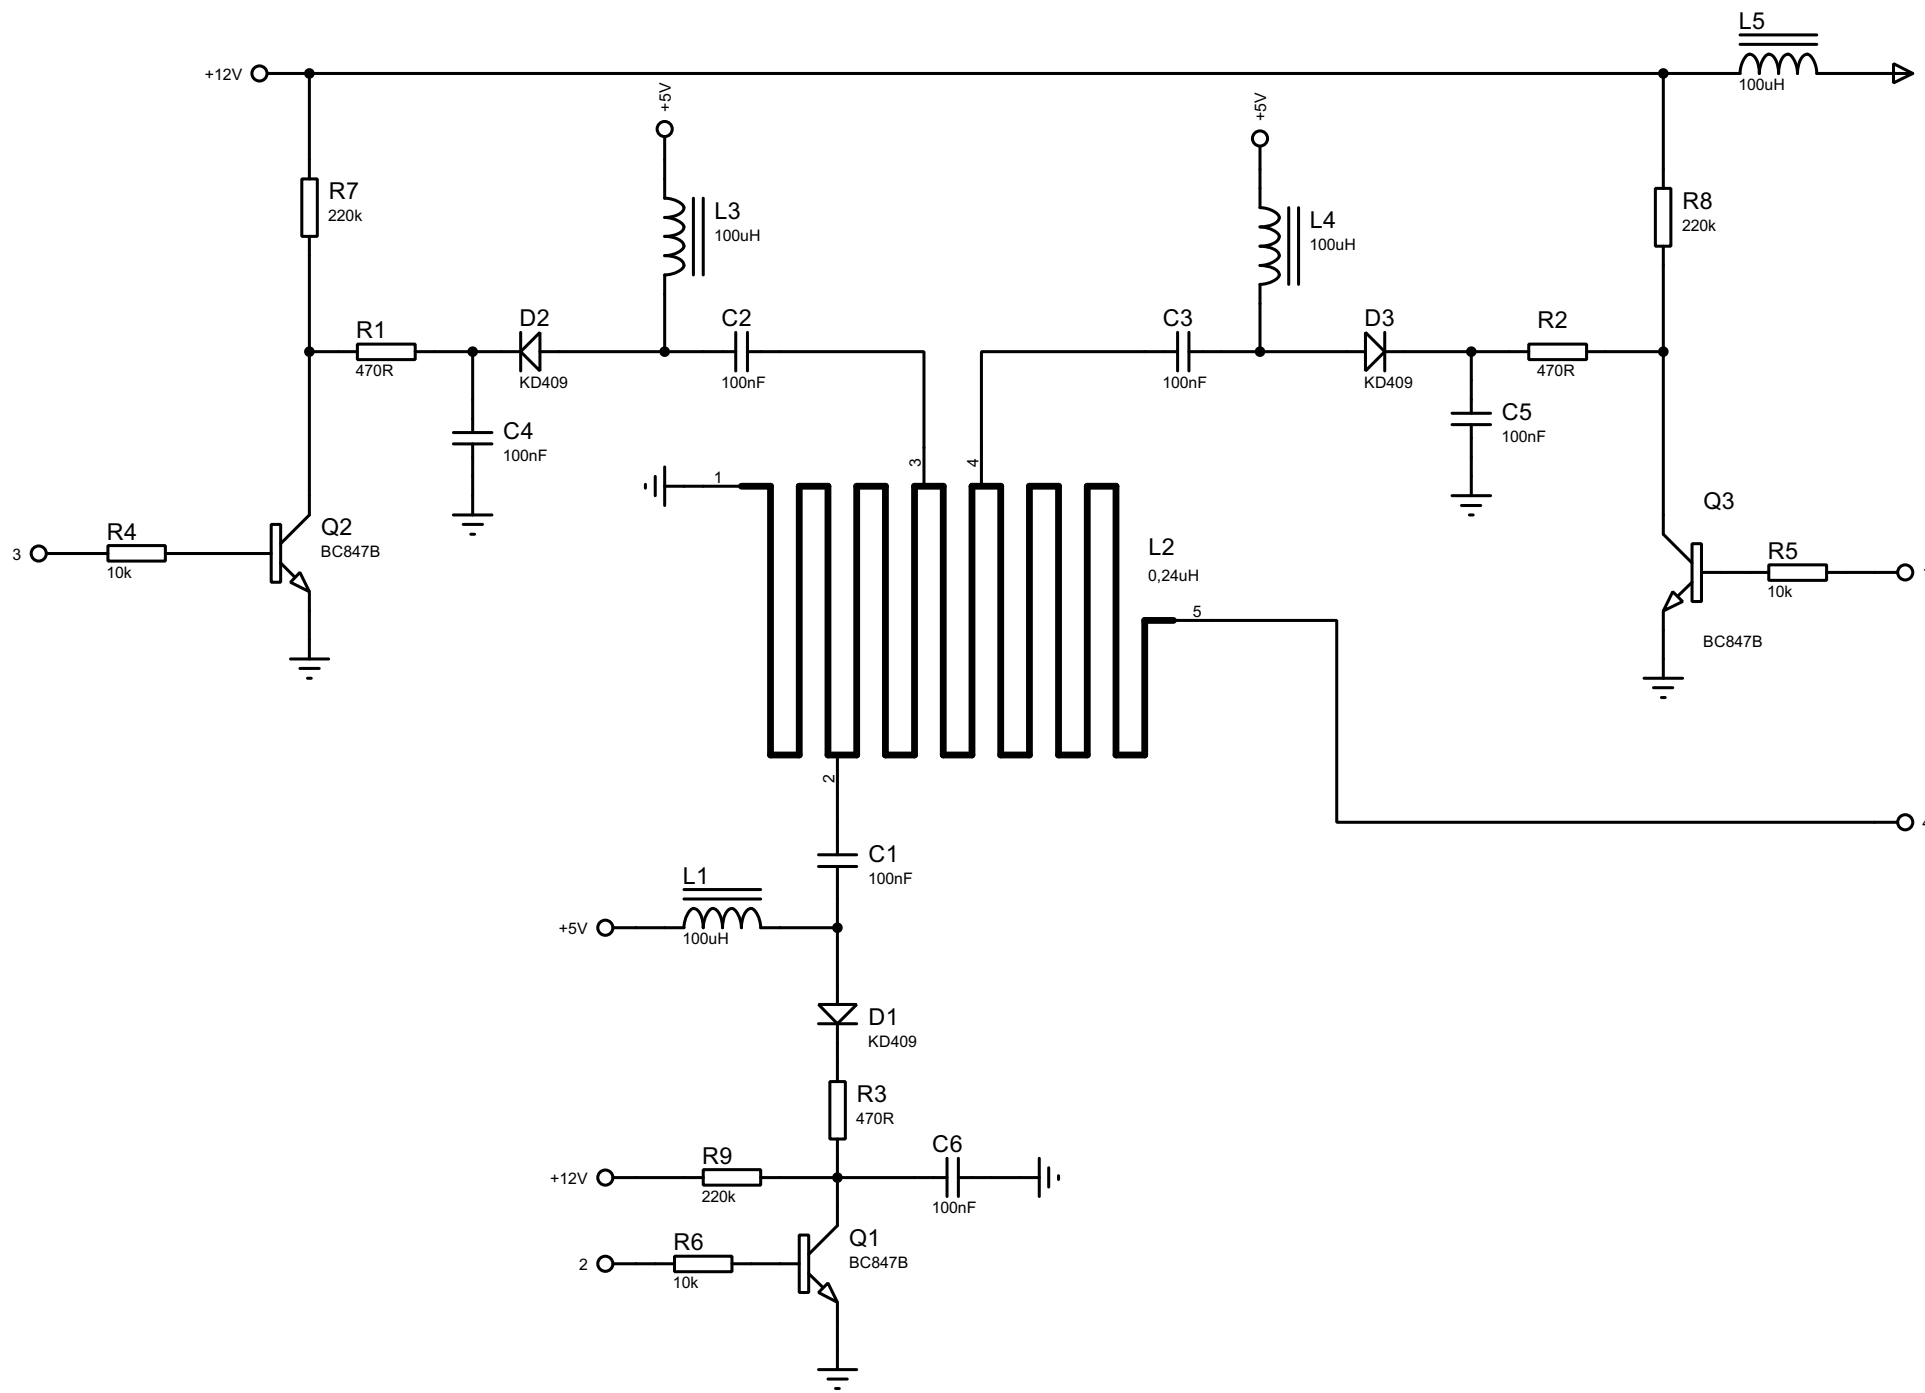 L5
+12V
100uH
+5V
+5V
R7
220k
L3
100uH
L4
100uH
R8
220k
R1
470R
D2
KD409
C2
100nF
C3
100nF
D3
KD409
R2
470R
C4
100nF
C5
100nF
1
3
4
Q3
R4
3
10k
Q2
BC847B
L2
0,24uH
R5
10k
5
BC847B
2
C1
100nF
L1
+5V
100uH
D1
KD409
R3
470R
R9
+12V
220k
C6
100nF
R6
2
10k
Q1
BC847B